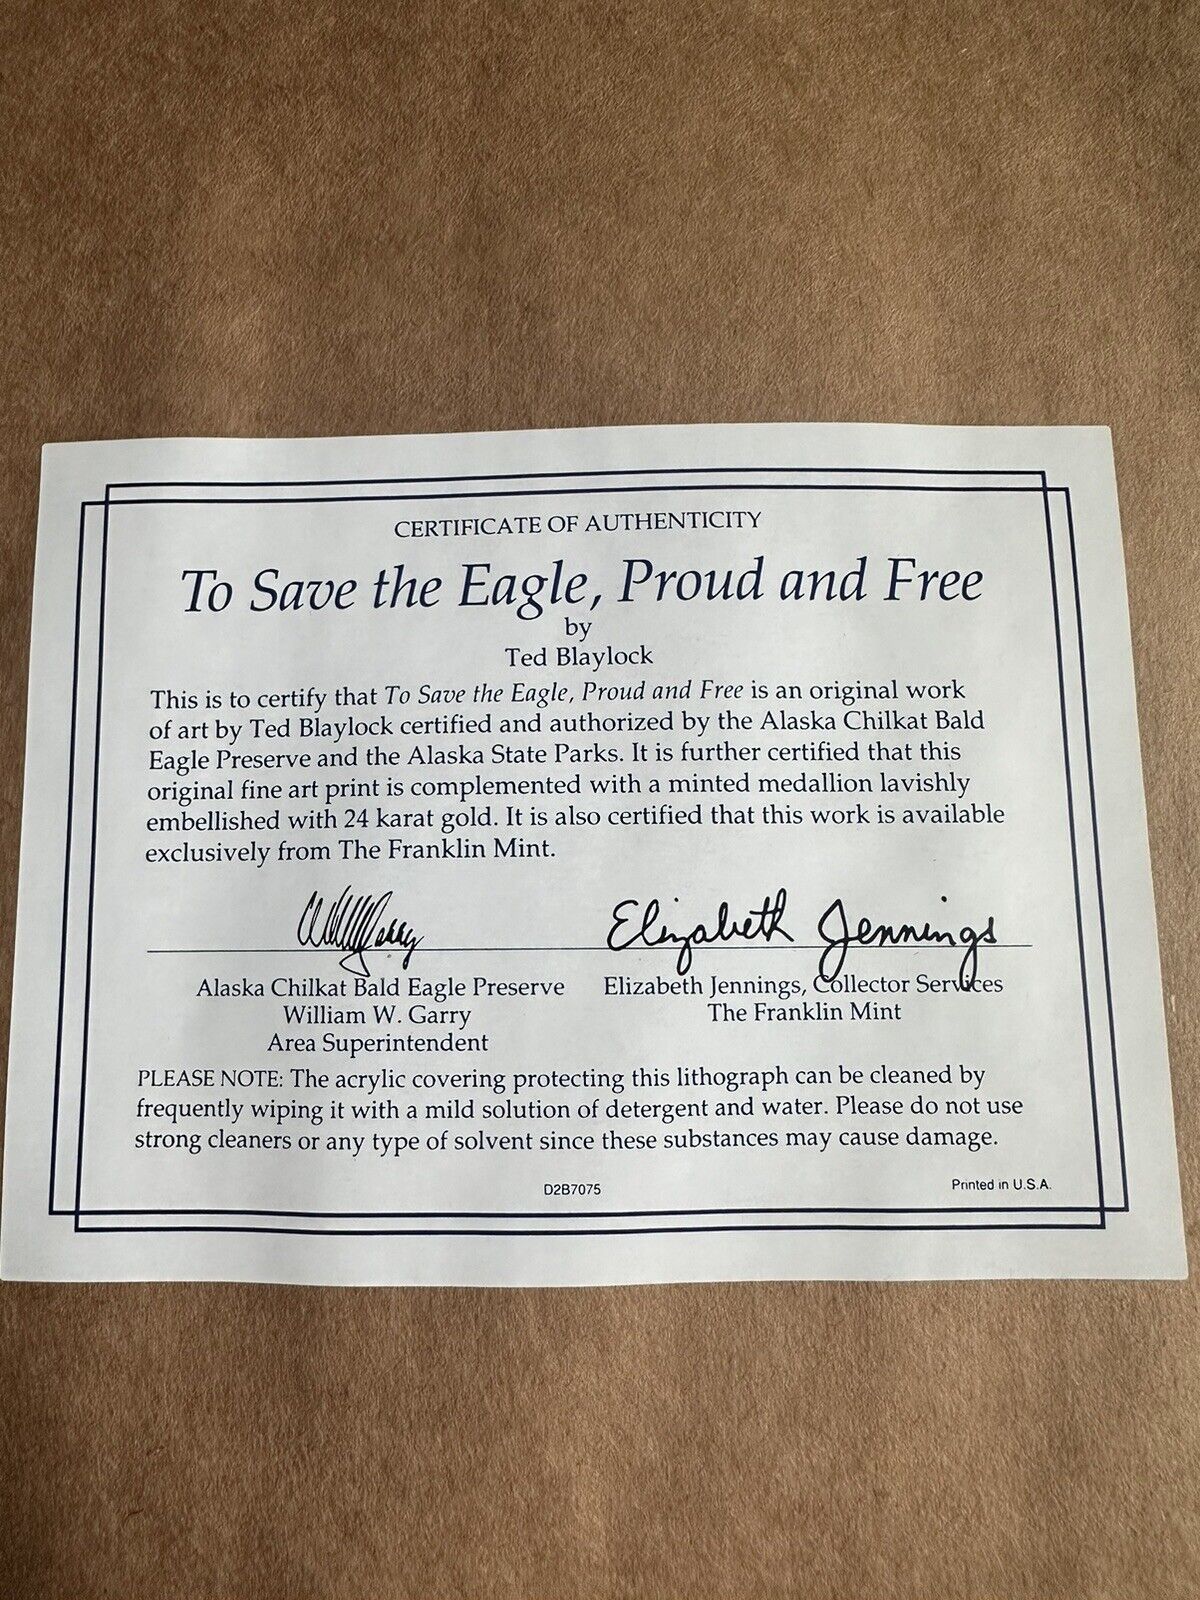 CERTIFICATE OF AUTHENTICITY
To Save the Eagle, Proud and Free
by
Ted Blaylock
This is to certify that To Save the Eagle, Proud and Free is an original work
of art by Ted Blaylock certified and authorized by the Alaska Chilkat Bald
Eagle Preserve and the Alaska State Parks. It is further certified that this
original fine art print is complemented with a minted medallion lavishly
embellished with 24 karat gold. It is also certified that this work is available
exclusively from The Franklin Mint.
Elizabeth Jennings
Alaska Chilkat Bald Eagle Preserve
William W. Garry
Area Superintendent
Elizabeth Jennings, Collector Services
The Franklin Mint
PLEASE NOTE: The acrylic covering protecting this lithograph can be cleaned by
frequently wiping it with a mild solution of detergent and water. Please do not use
strong cleaners or any type of solvent since these substances may cause damage.
D2B7075
Printed in U.S.A.